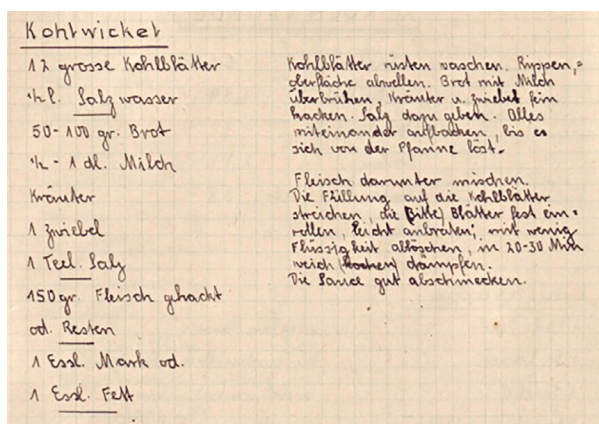 Kohlwickel
12 grosse Kohlblätter
½ l. Salzwasser
50-100 gr. Brot
½ - 1 dl. Milch
Kräuter
1 Zwiebel
1 Teel. Salz
150 gr. Fleisch gehackt
od. Resten
1 Essl. Mark od.
1 Essl. Fett
Kohlblätter rüsten waschen. Rippen,=
oberfläche abwellen. Brot mit Milch
überbrühen, Kräuter u. Zwiebel fein
hacken. Salz dazu geben. Alles
miteinander aufbacken, bis es
sich von der Pfanne löst.
Fleisch darunter mischen.
Die Füllung auf die Kohlblätter
streichen, die Blätter fest ein-
rollen, leicht anbraten, mit wenig
Flüssigkeit ablöschen, in 20-30 Min
weich (kochen) dämpfen.
Die Sauce gut abschmecken.